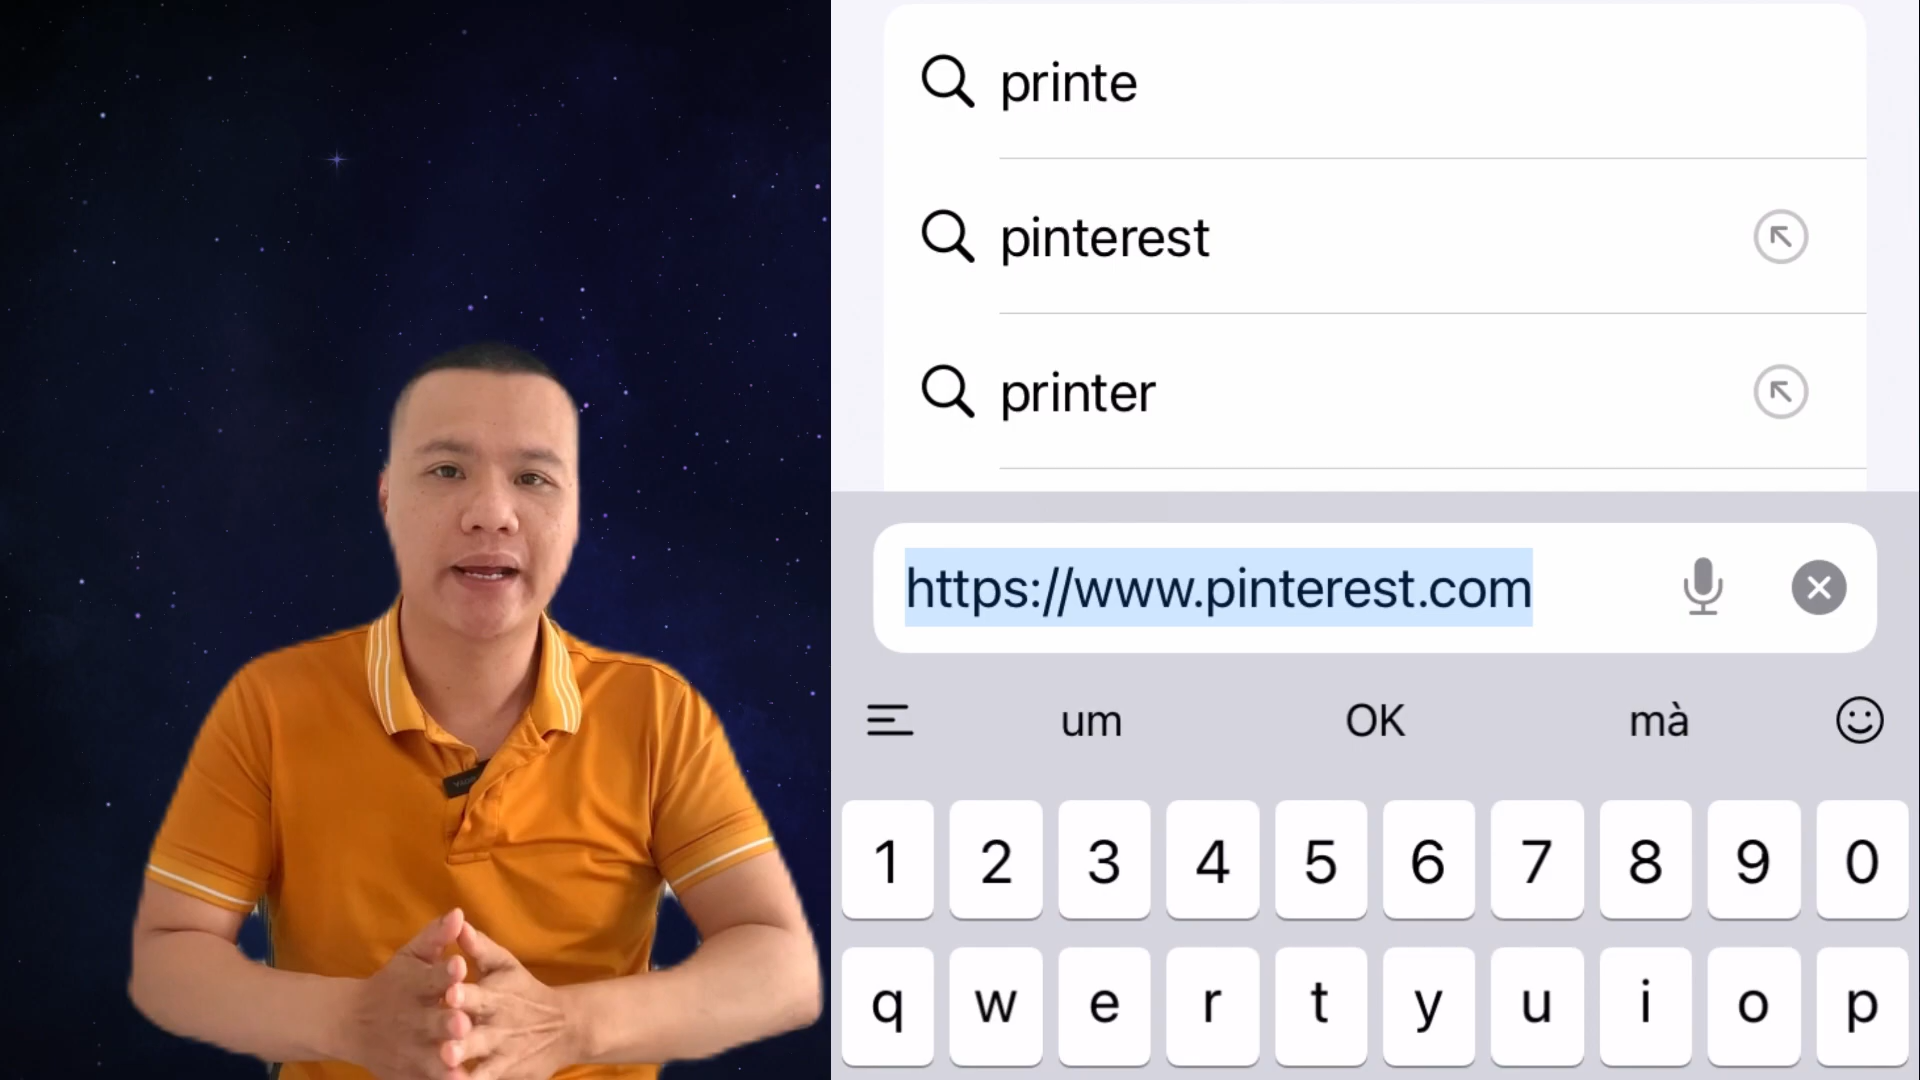 printe
pinterest
printer
https://www.pinterest.com
um OK mà
1 2 3 4 5 6 7 8 9 0
q w e r t y u i o p